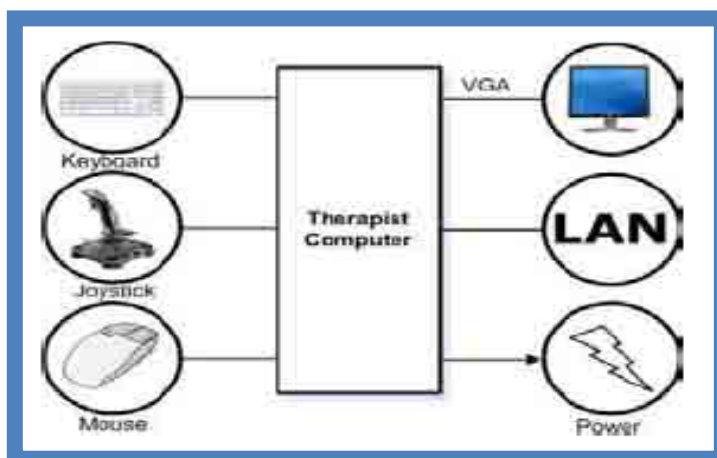 Keyboard
Joystick
Mouse
Therapist
Computer
VGA
LAN
Power